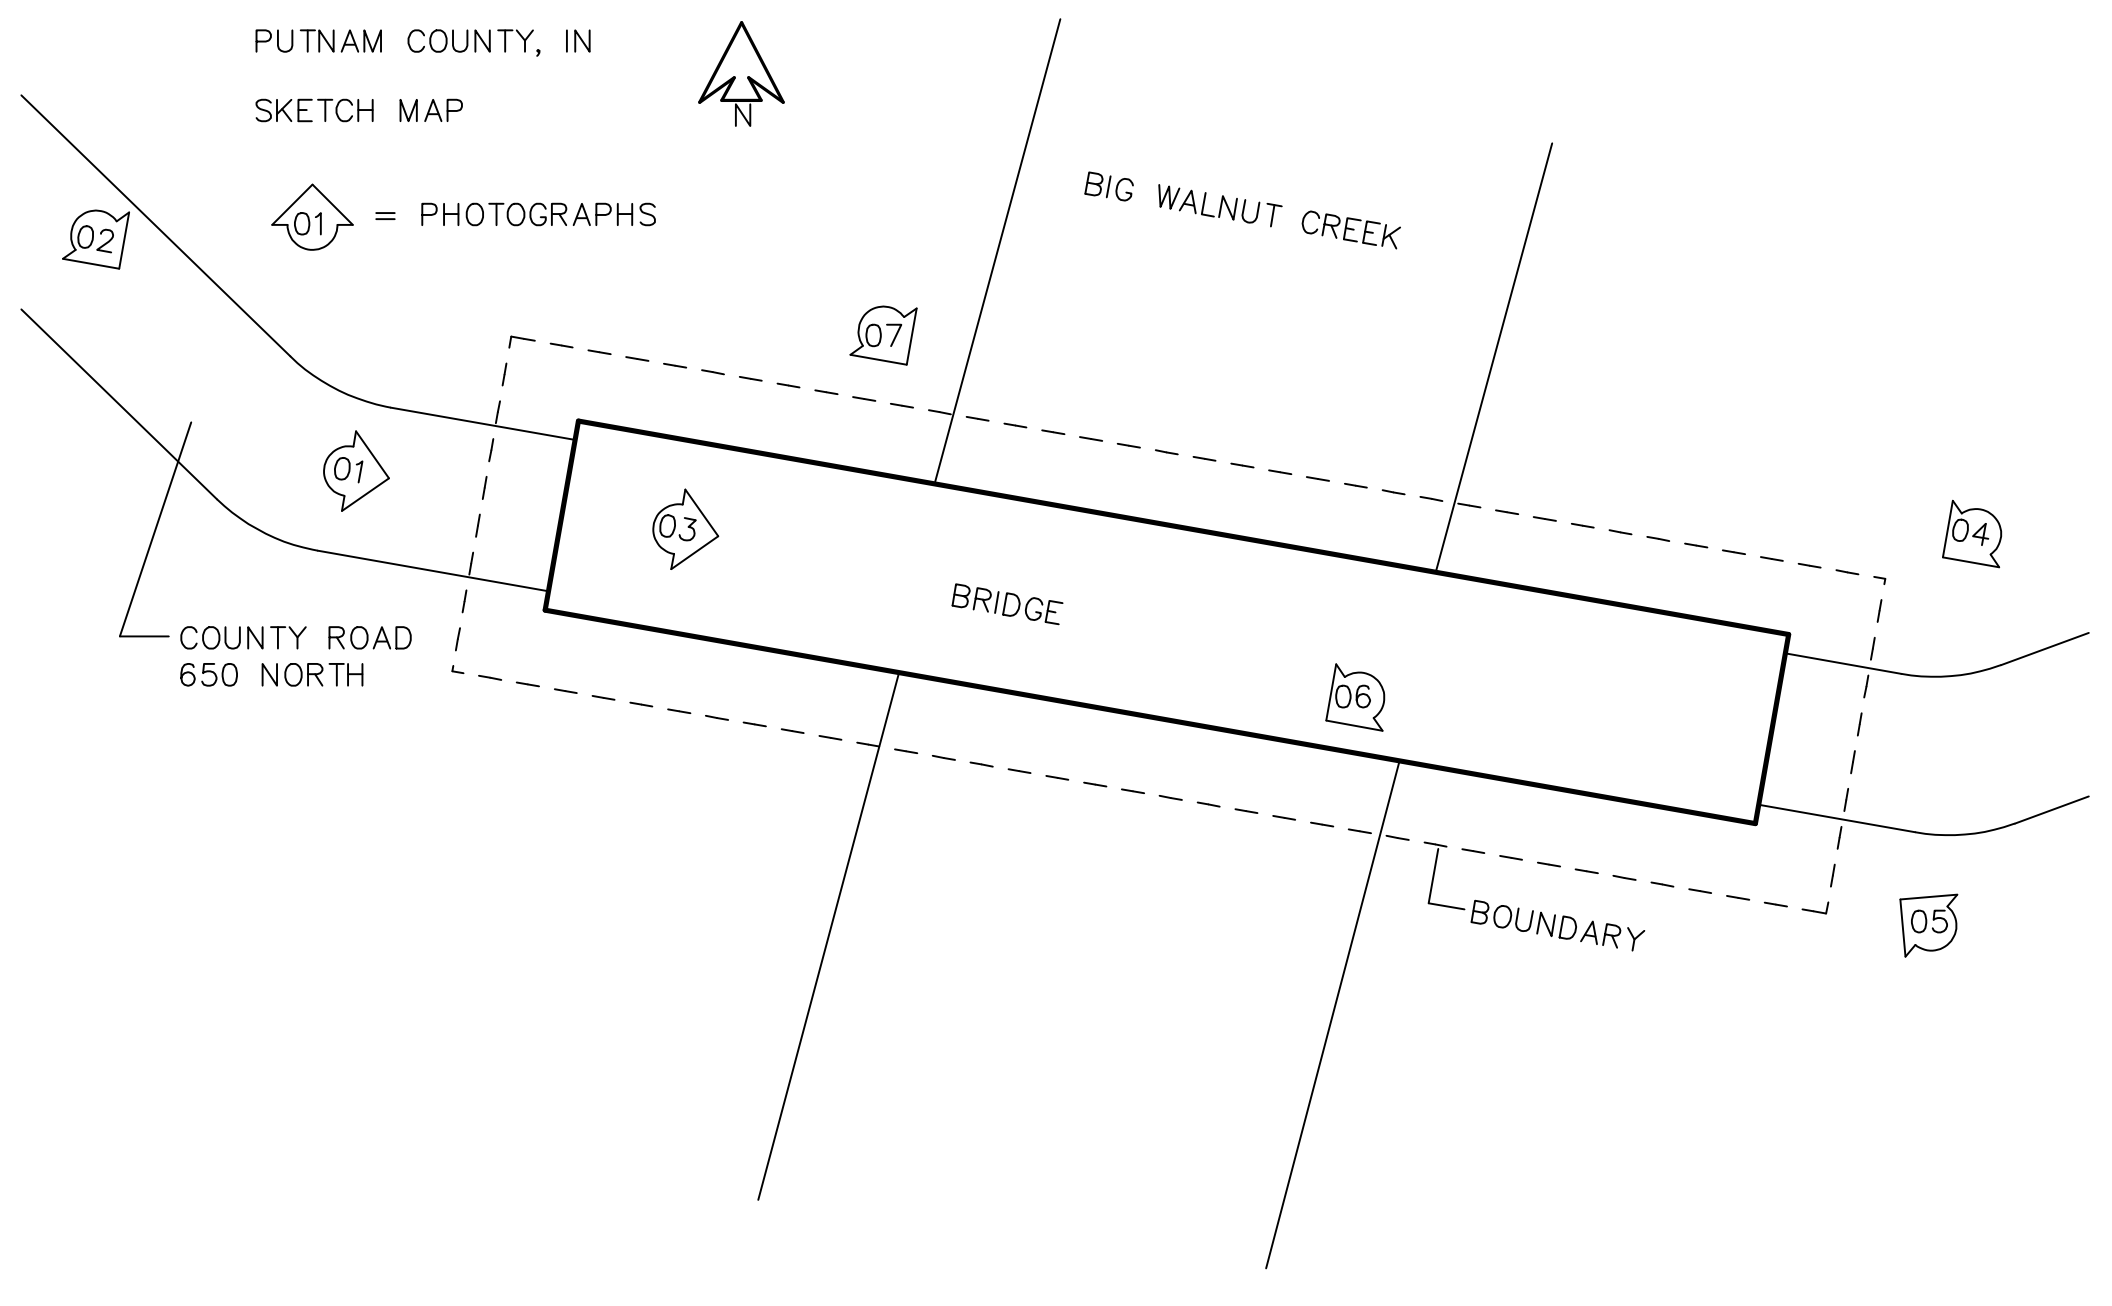 PUTNAM COUNTY, IN
SKETCH MAP
N
01 = PHOTOGRAPHS
BIG WALNUT CREEK
02
07
01
03
04
BRIDGE
COUNTY ROAD
650 NORTH
06
BOUNDARY
05